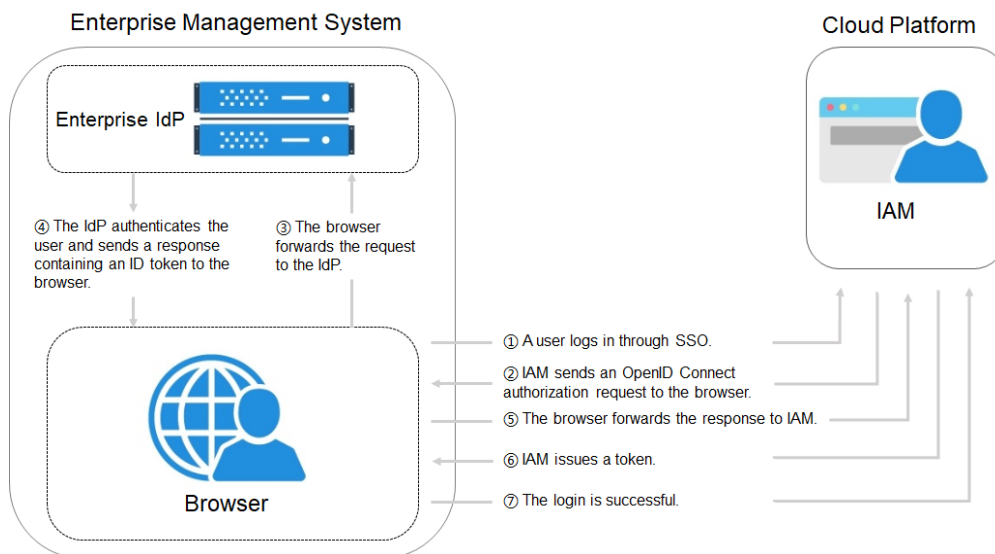 Enterprise Management System
Cloud Platform
Enterprise IdP
IAM
④ The IdP authenticates the
user and sends a response
containing an ID token to the
browser.
③ The browser
forwards the request
to the IdP.
① A user logs in through SSO.
② IAM sends an OpenID Connect
authorization request to the browser.
⑤ The browser forwards the response to IAM.
⑥ IAM issues a token.
⑦ The login is successful.
Browser